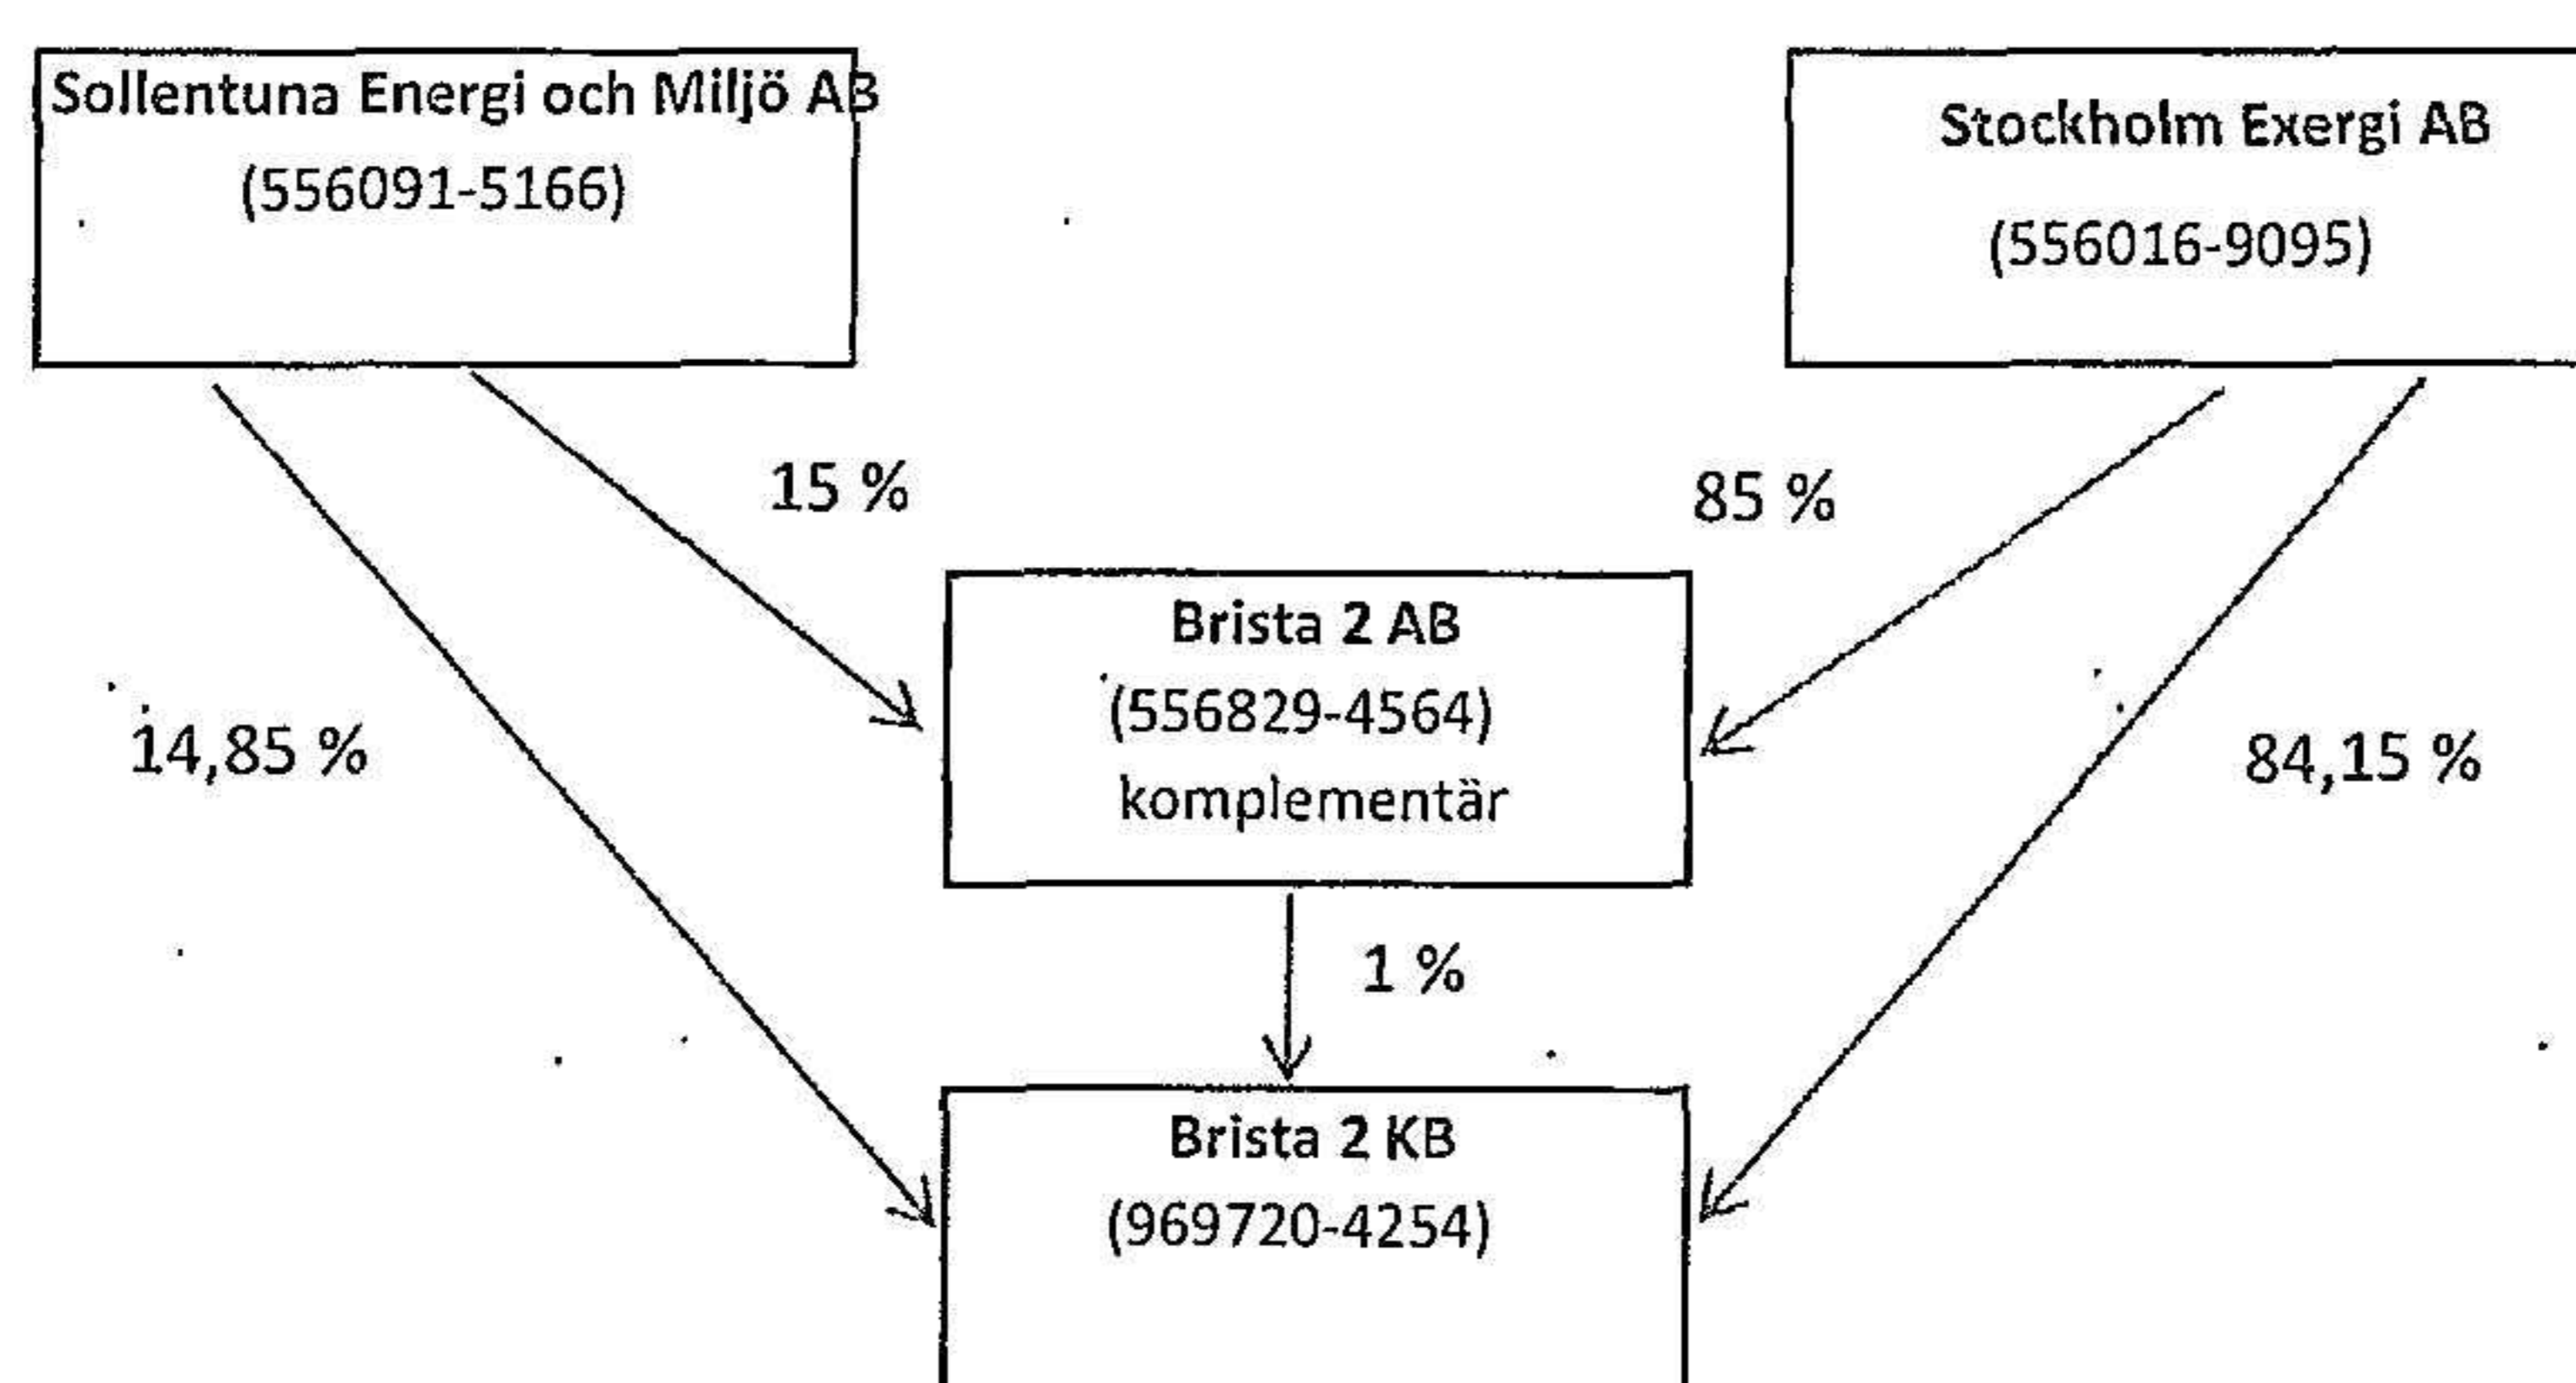 Sollentuna Energi och Miljö AB
(556091-5166)
Stockholm Exergi AB
(556016-9095)
15 %
85 %
Brista 2 AB
(556829-4564)
komplementär
14,85 %
84,15 %
1 %
Brista 2 KB
(969720-4254)